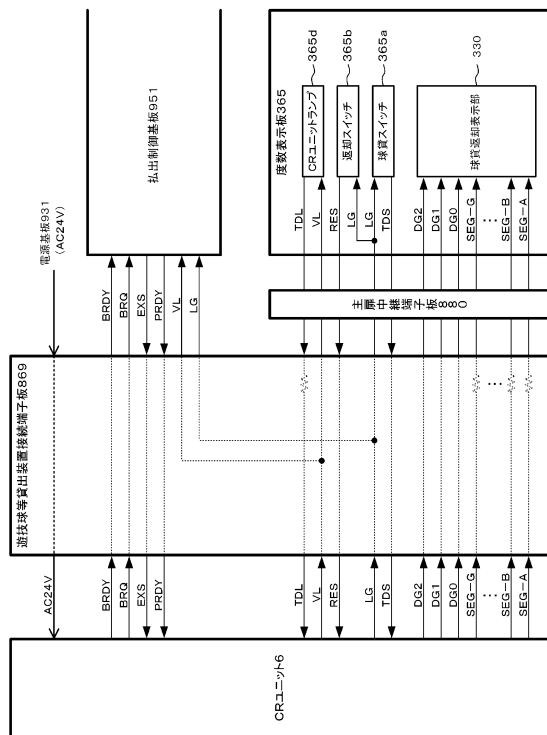 電源基板931
(AC24V)
払出制御基板951
度数表示板365
CRユニットランプ
365d
返却スイッチ
365b
球貸スイッチ
365a
球貸返却表示部
330
BRDY
BRQ
EXS
PRDY
VL
LG
TDL
VL
RES
LG
LG
TDS
DG2
DG1
DG0
SEG-G
⋯
SEG-B
SEG-A
主扉中継端子板880
遊技球等貸出装置接続端子板869
⋯
AC24V
BRDY
BRQ
EXS
PRDY
TDL
VL
RES
LG
TDS
DG2
DG1
DG0
SEG-G
⋯
SEG-B
SEG-A
CRユニット6